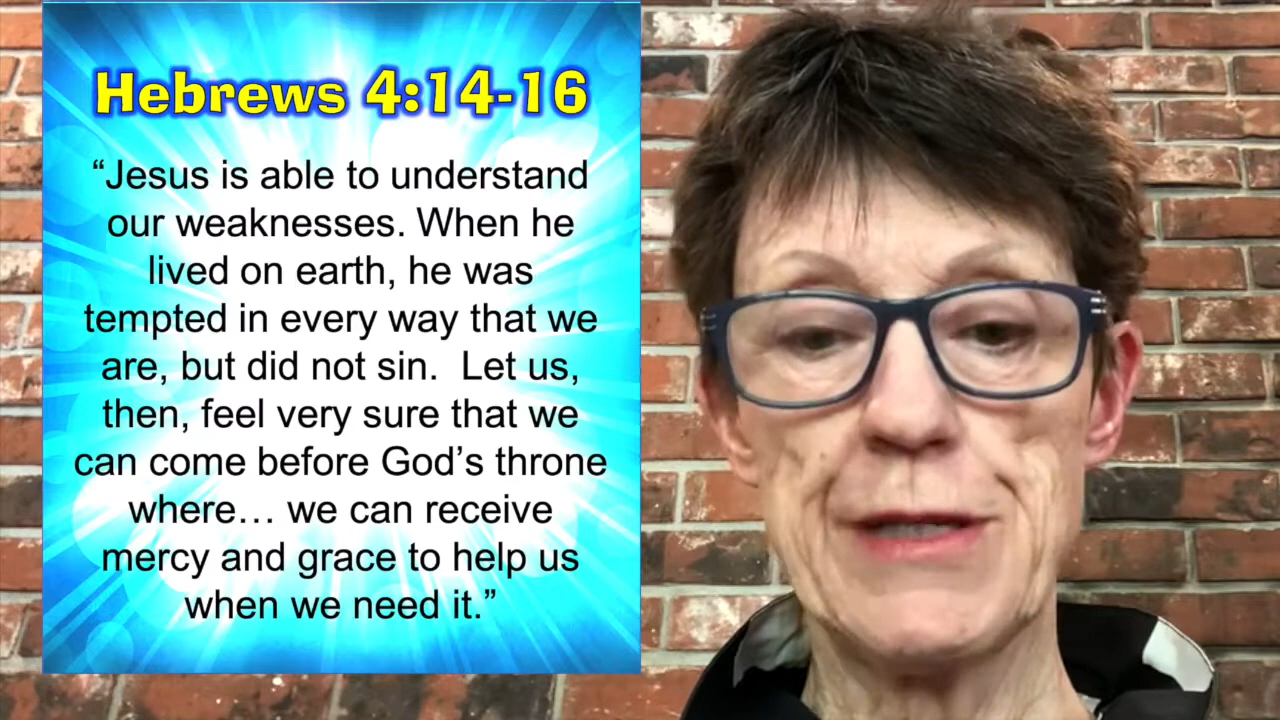 Hebrews 4:14-16
“Jesus is able to understand
our weaknesses. When he
lived on earth, he was
tempted in every way that we
are, but did not sin.  Let us,
then, feel very sure that we
can come before God’s throne
where… we can receive
mercy and grace to help us
when we need it.”